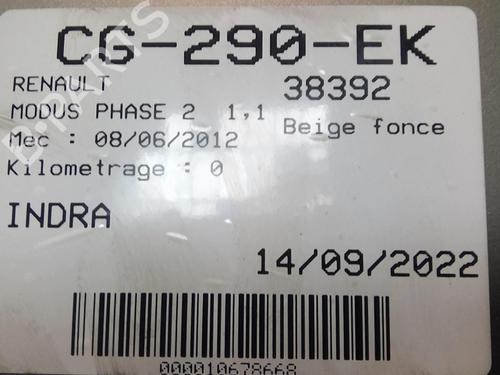 CG-290-EK
RENAULT 38392
MODUS PHASE 2 1,1
Beige fonce
Mec : 08/06/2012
Kilometrage : 0
INDRA
14/09/2022
000010678668
B-PARTS